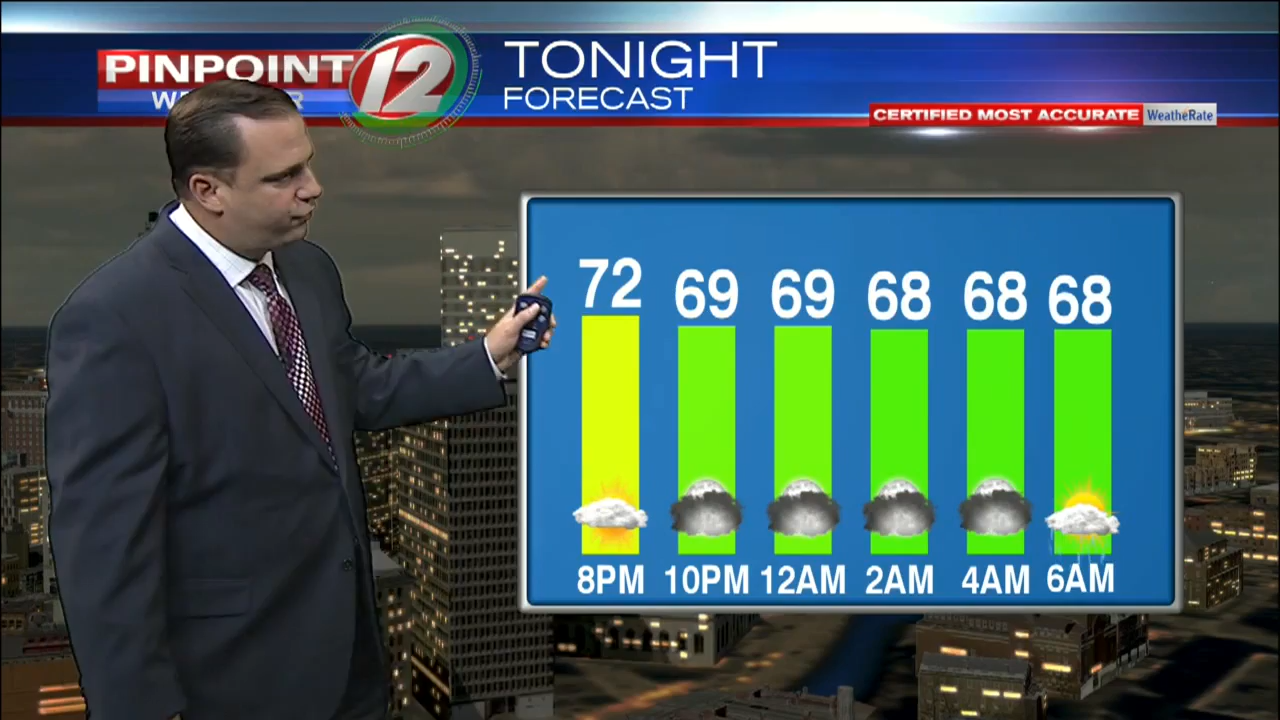 PINPOINT
12
TONIGHT
FORECAST
CERTIFIED MOST ACCURATE WeatheRate
72 69 69 68 68 68
8PM 10PM 12AM 2AM 4AM 6AM